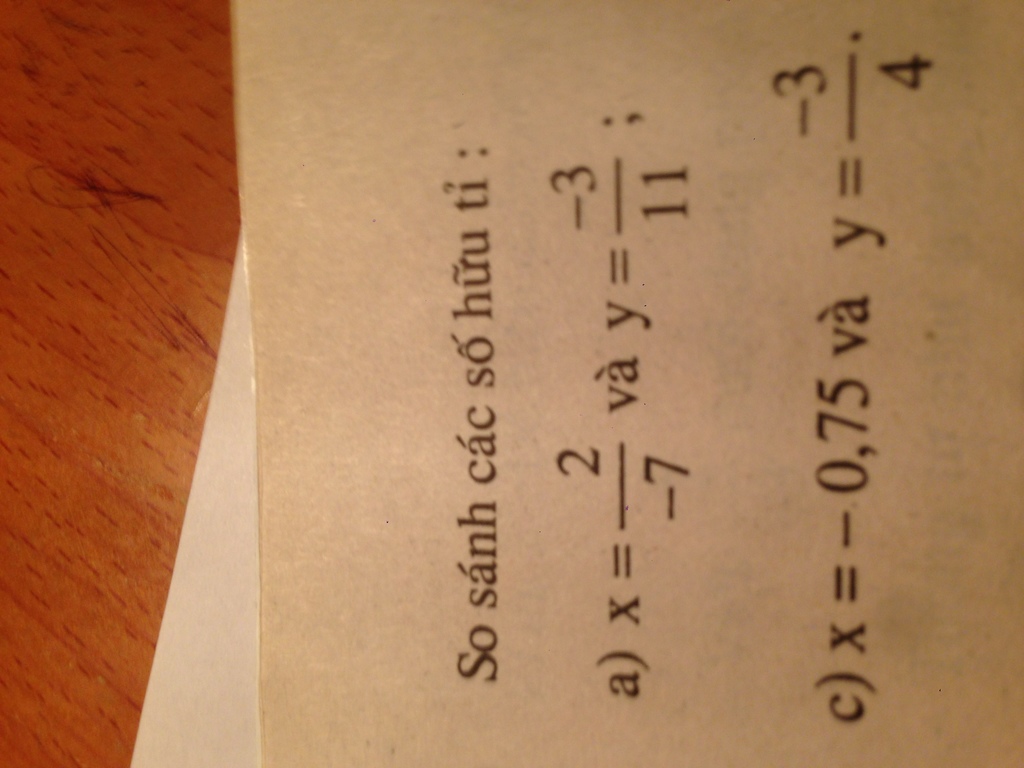 So sánh các số hữu tỉ :
a) x = 2/-7 và y = -3/11 ;
c) x = – 0,75 và y = -3/4 .